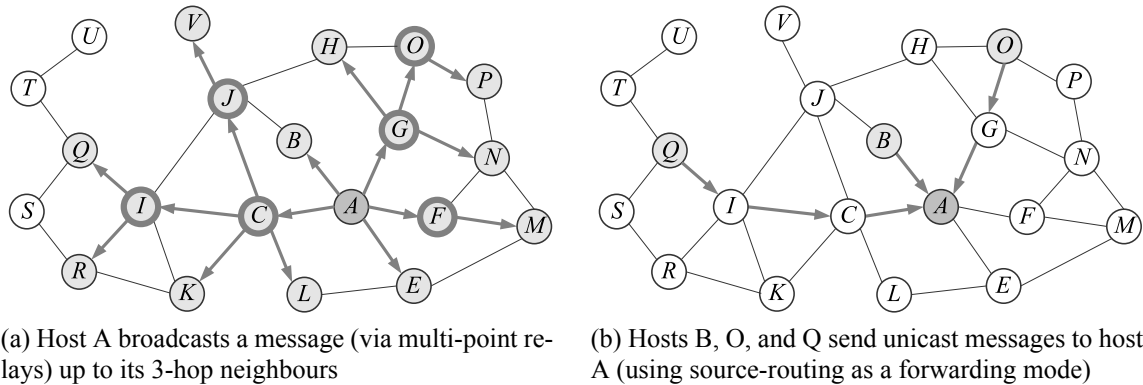 U
V
H
O
T
J
P
G
B
Q
N
S
I
C
A
F
M
R
K
L
E
(a) Host A broadcasts a message (via multi-point re-
lays) up to its 3-hop neighbours
U
V
H
O
T
J
P
G
B
Q
N
S
I
C
A
F
M
R
K
L
E
(b) Hosts B, O, and Q send unicast messages to host
A (using source-routing as a forwarding mode)